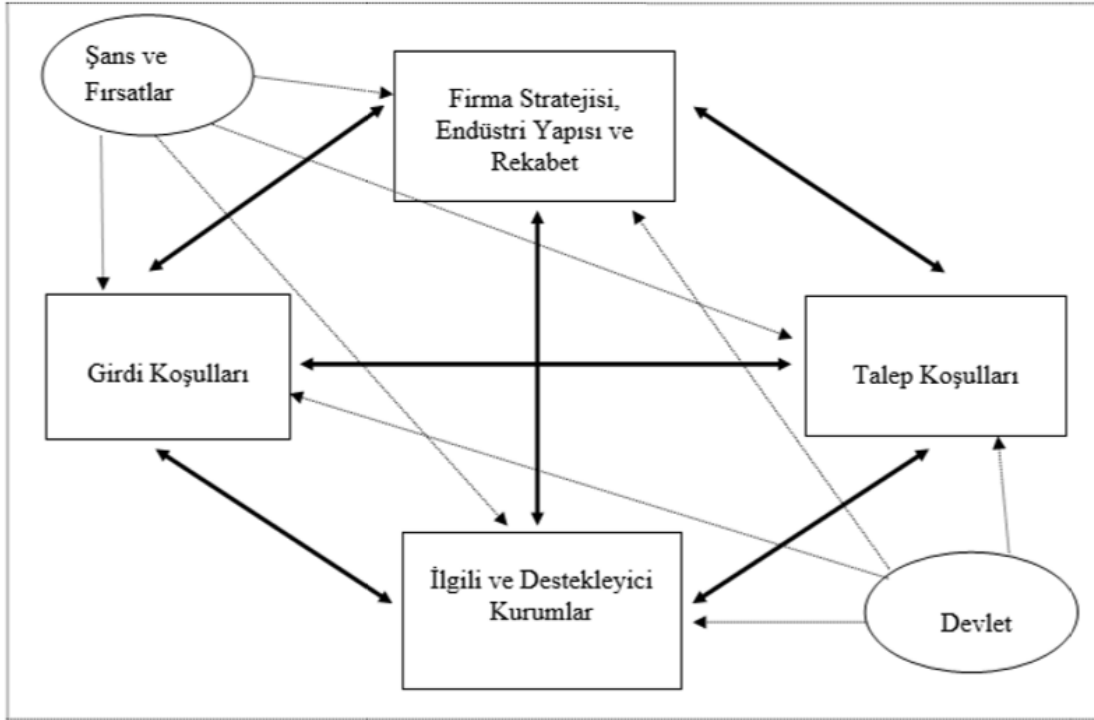 Şans ve
Fırsatlar
Firma Stratejisi,
Endüstri Yapısı ve
Rekabet
Girdi Koşulları
Talep Koşulları
İlgili ve Destekleyici
Kurumlar
Devlet